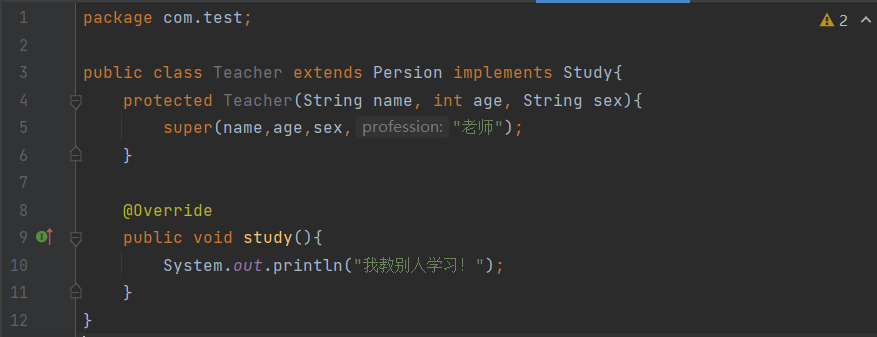 1 package com.test;
2
3 public class Teacher extends Persion implements Study{
4 protected Teacher(String name, int age, String sex){
5 super(name,age,sex, profession: "老师");
6 }
7
8 @Override
9 public void study(){
10 System.out.println("我教别人学习！");
11 }
12 }
2